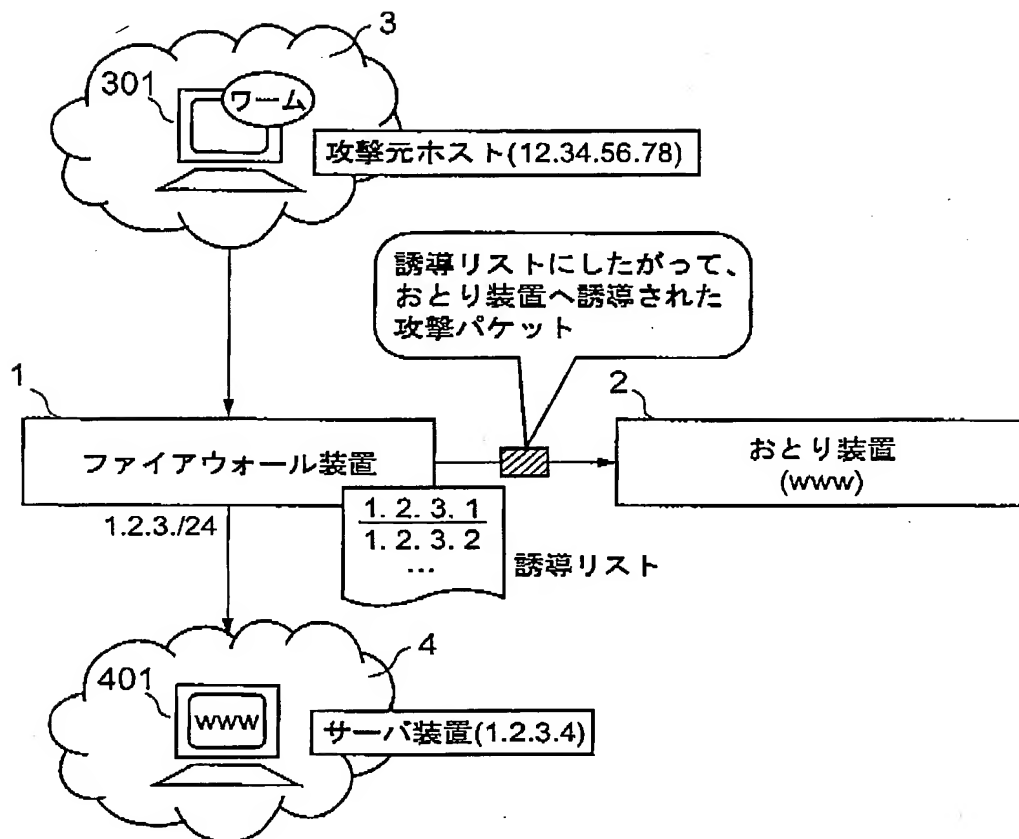 3
301
ワーム
攻撃元ホスト(12.34.56.78)
誘導リストにしたがって、
おとり装置へ誘導された
攻撃パケット
1
2
ファイアウォール装置
おとり装置
(www)
1.2.3./24
1. 2. 3. 1
1. 2. 3. 2
…
誘導リスト
4
401
www
サーバ装置(1.2.3.4)